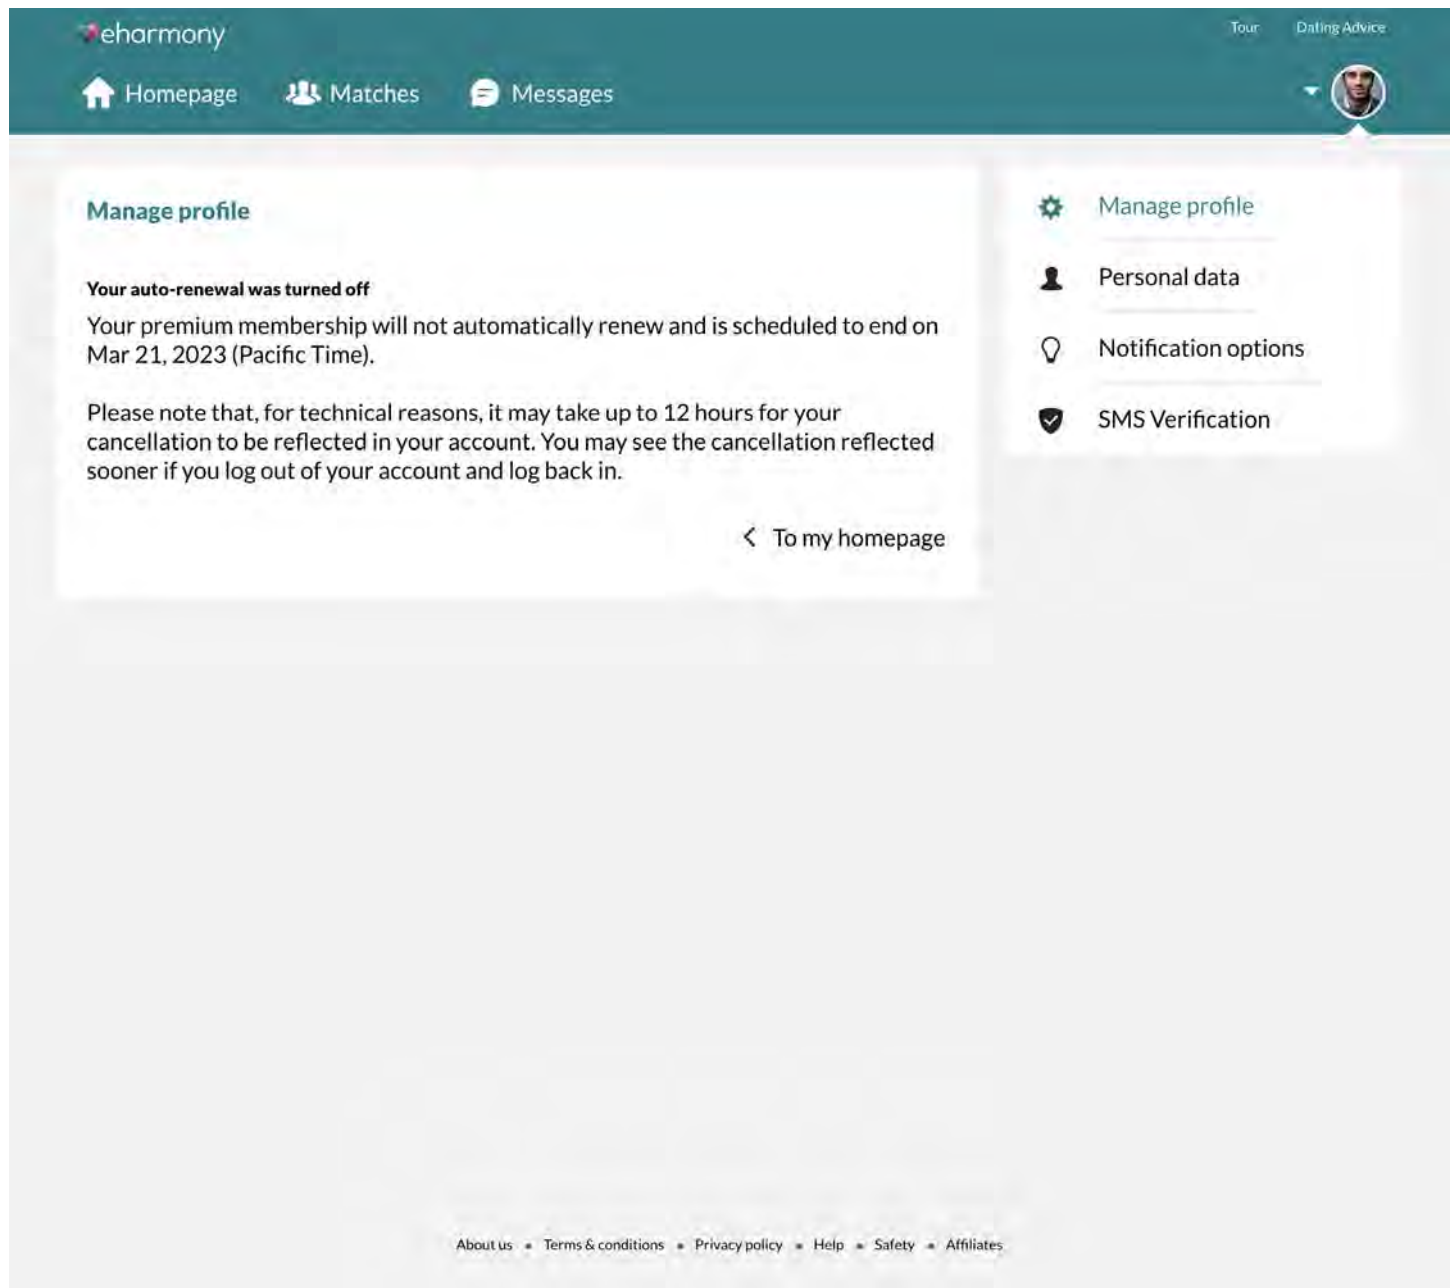 eharmony
Tour Dating Advice
Homepage Matches Messages
Manage profile
Your auto-renewal was turned off
Your premium membership will not automatically renew and is scheduled to end on
Mar 21, 2023 (Pacific Time).
Please note that, for technical reasons, it may take up to 12 hours for your
cancellation to be reflected in your account. You may see the cancellation reflected
sooner if you log out of your account and log back in.
To my homepage
Manage profile
Personal data
Notification options
SMS Verification
About us • Terms & conditions • Privacy policy • Help • Safety • Affiliates